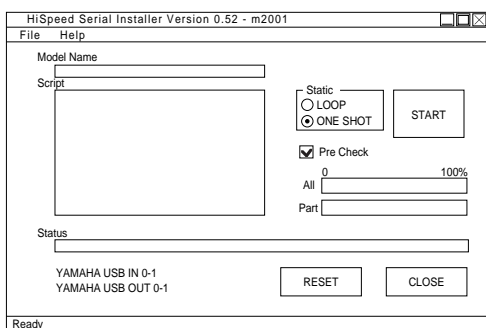 HiSpeed Serial Installer Version 0.52 - m2001
File Help
Model Name
Script
Static
LOOP
ONE SHOT
START
Pre Check
0 100%
All
Part
Status
YAMAHA USB IN 0-1
YAMAHA USB OUT 0-1
RESET
CLOSE
Ready